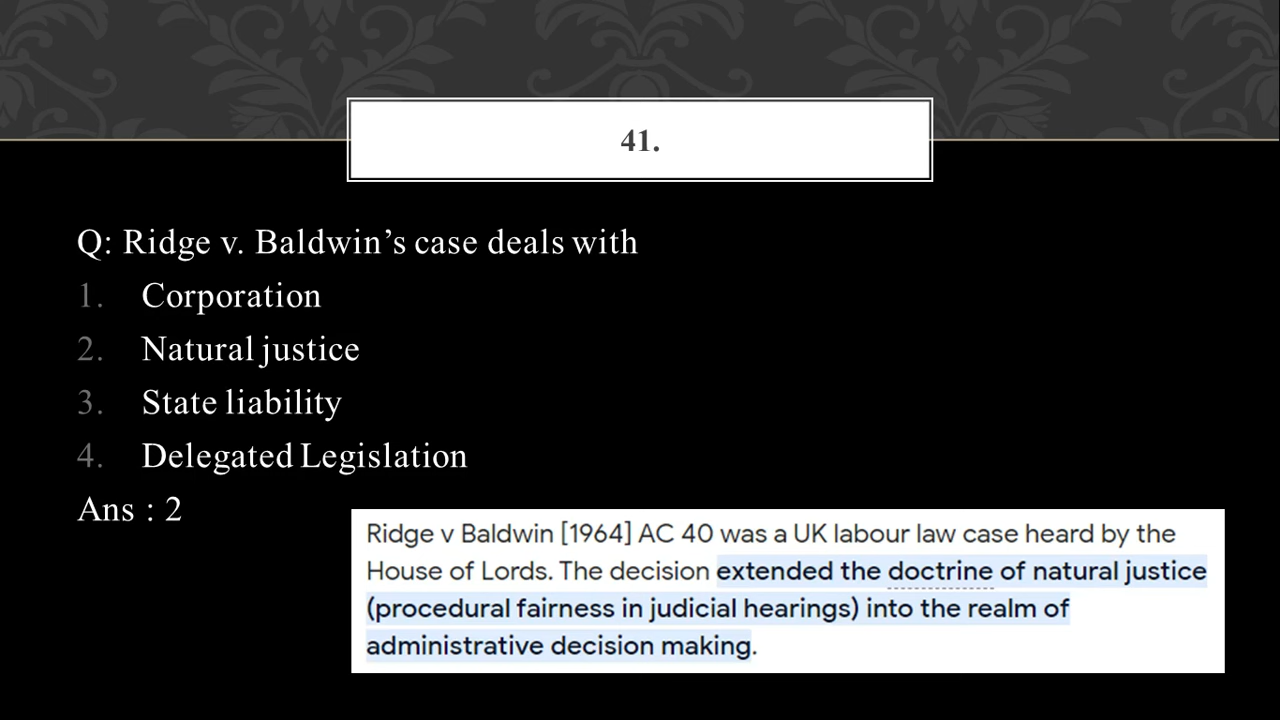 41.
Q: Ridge v. Baldwin’s case deals with
1. Corporation
2. Natural justice
3. State liability
4. Delegated Legislation
Ans : 2
Ridge v Baldwin [1964] AC 40 was a UK labour law case heard by the
House of Lords. The decision extended the doctrine of natural justice
(procedural fairness in judicial hearings) into the realm of
administrative decision making.